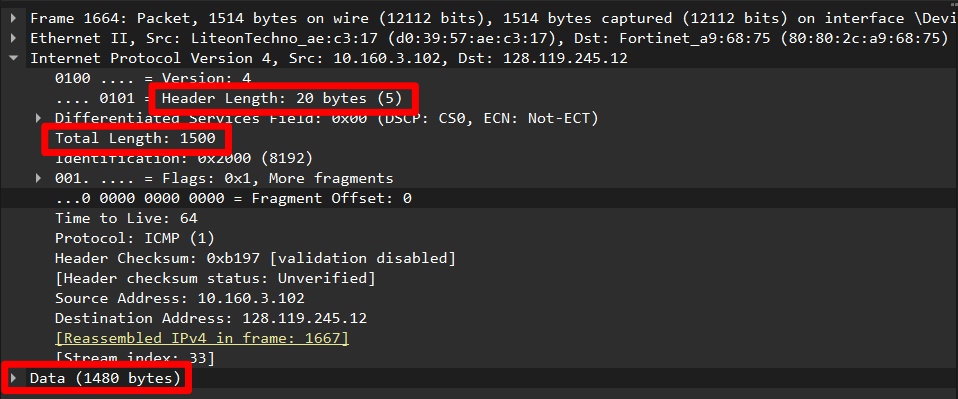 Frame 1664: Packet, 1514 bytes on wire (12112 bits), 1514 bytes captured (12112 bits) on interface \Devi
Ethernet II, Src: LiteonTechno_ae:c3:17 (d0:39:57:ae:c3:17), Dst: Fortinet_a9:68:75 (80:80:2c:a9:68:75)
Internet Protocol Version 4, Src: 10.160.3.102, Dst: 128.119.245.12
0100 .... = Version: 4
.... 0101 = Header Length: 20 bytes (5)
Differentiated Services Field: 0x00 (DSCP: CS0, ECN: Not-ECT)
Total Length: 1500
Identification: 0x2000 (8192)
001. .... = Flags: 0x1, More fragments
...0 0000 0000 0000 = Fragment Offset: 0
Time to Live: 64
Protocol: ICMP (1)
Header Checksum: 0xb197 [validation disabled]
[Header checksum status: Unverified]
Source Address: 10.160.3.102
Destination Address: 128.119.245.12
[Reassembled IPv4 in frame: 1667]
[Stream index: 33]
Data (1480 bytes)